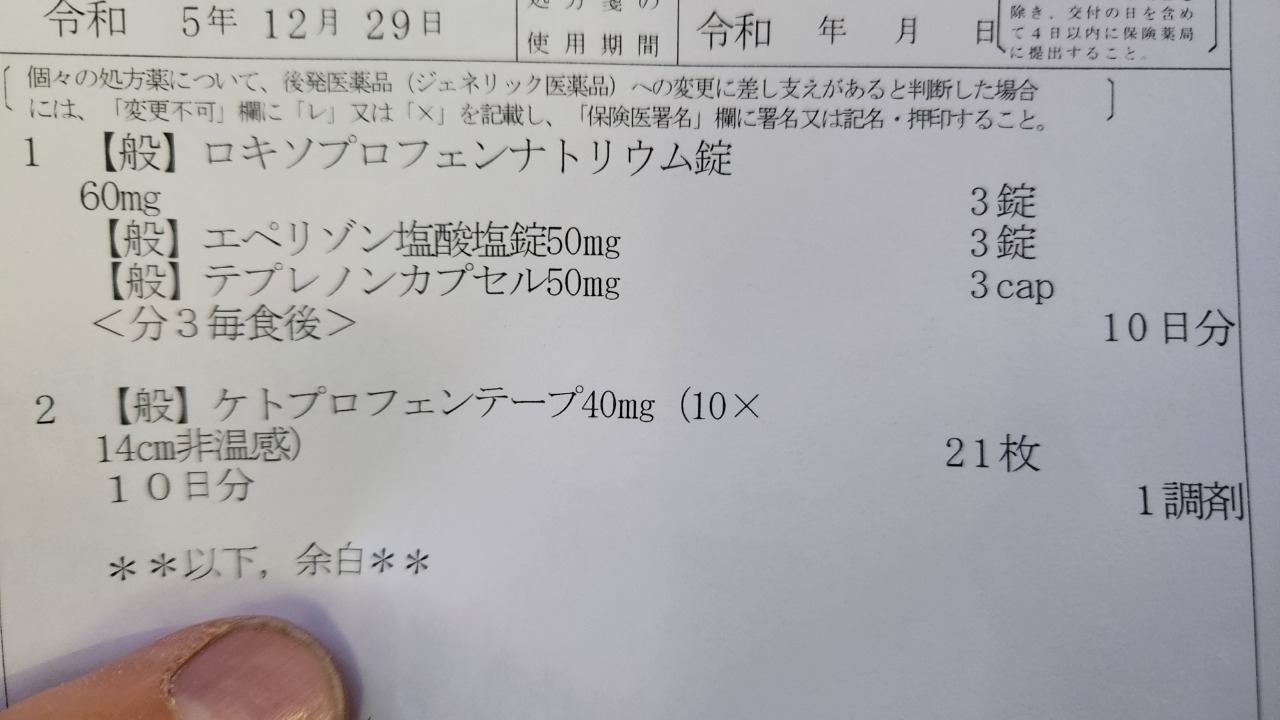 令和 5年 12月 29日
処方箋の
使用期間
令和 年 月 日
除き、交付の日を含め
て4日以内に保険薬局
に提出すること。
個々の処方薬について、後発医薬品（ジェネリック医薬品）への変更に差し支えがあると判断した場合
には、「変更不可」欄に「レ」又は「×」を記載し、「保険医署名」欄に署名又は記名・押印すること。
1 【般】ロキソプロフェンナトリウム錠
60mg 3錠
【般】エペリゾン塩酸塩錠50mg 3錠
【般】テプレノンカプセル50mg 3cap
＜分3毎食後＞ 10日分
2 【般】ケトプロフェンテープ40mg（10×
14cm非温感） 21枚
10日分 1調剤
＊＊以下，余白＊＊